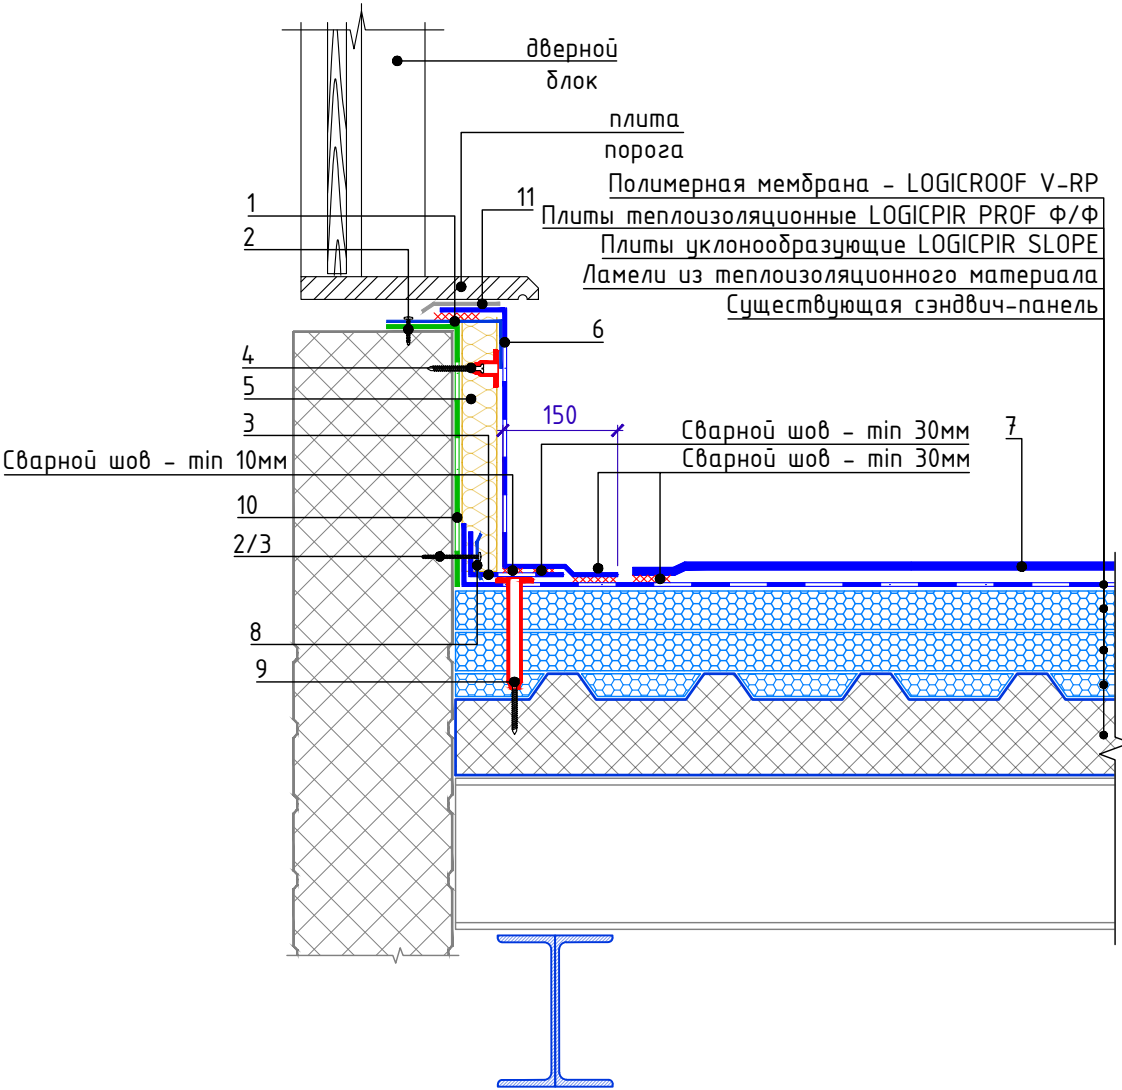 дверной
блок
плита
порога
Полимерная мембрана - LOGICROOF V-RP
11
Плиты теплоизоляционные LOGICPIR PROF Ф/Ф
1
2
Плиты уклонообразующие LOGICPIR SLOPE
Ламели из теплоизоляционного материала
Существующая сэндвич-панель
6
4
5
3
150
Сварной шов - min 30мм
7
Сварной шов - min 10мм
Сварной шов - min 30мм
10
2/3
8
9